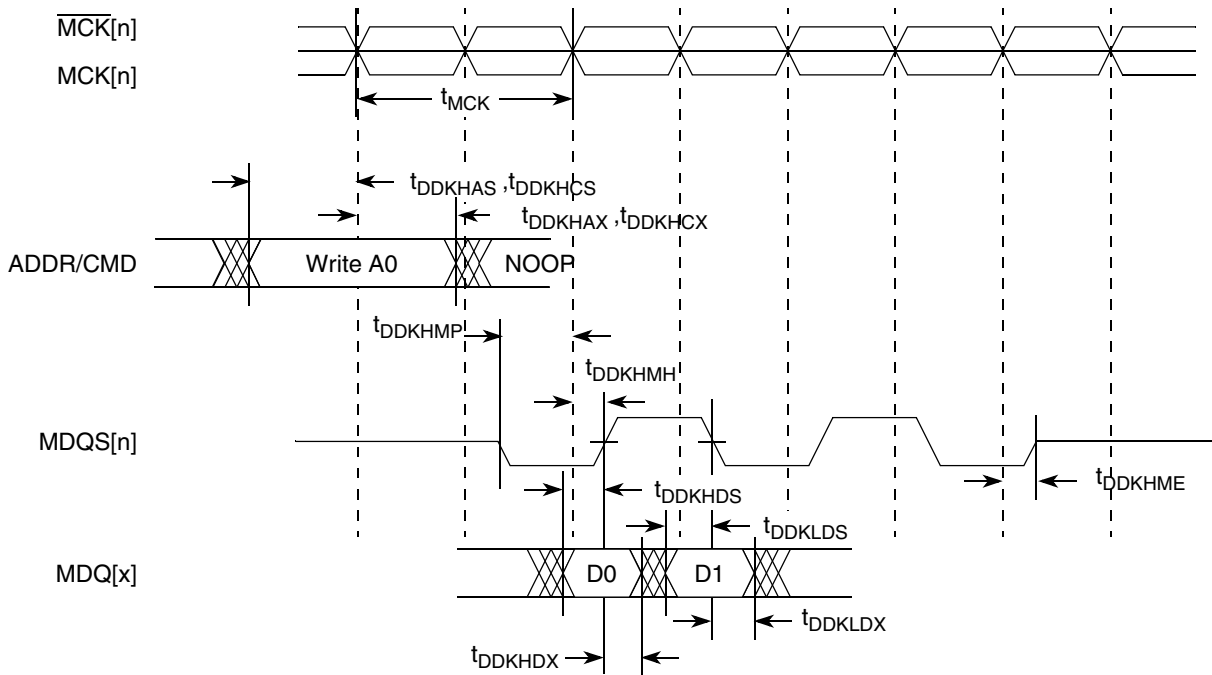 MCK[n]
MCK[n]
tMCK
tDDKHAS ,tDDKHCS
tDDKHAX ,tDDKHCX
ADDR/CMD
Write A0
NOOP
tDDKHMP
tDDKHMH
MDQS[n]
tDDKHME
tDDKHDS
tDDKLDS
MDQ[x]
D0
D1
tDDKLDX
tDDKHDX